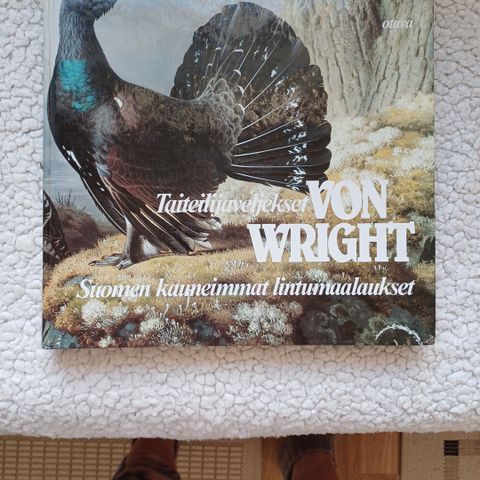 otava
Taiteilijaveljekset VON
WRIGHT
Suomen kauneimmat lintumaalaukset